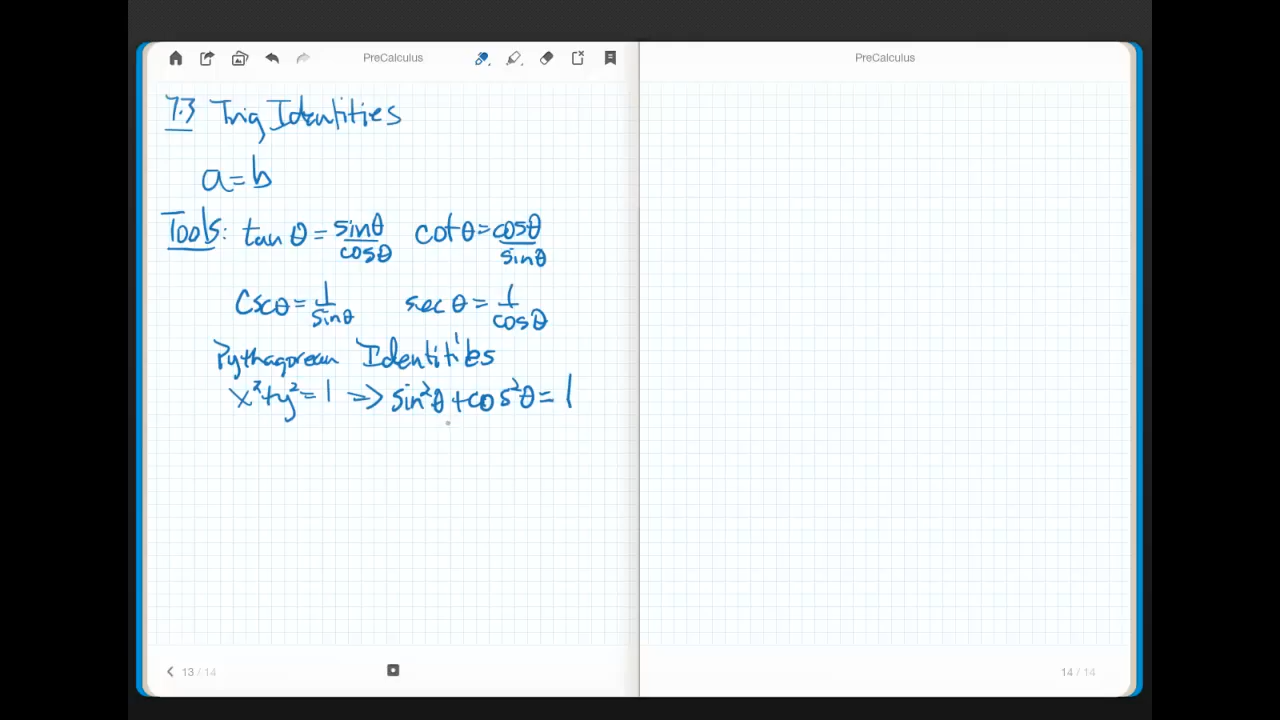 PreCalculus
PreCalculus
7.3 Trig Identities
a = b
Tools: tan θ = sinθ/cosθ cot θ = cosθ/sinθ
cscθ = 1/sinθ sec θ = 1/cosθ
Pythagorean Identities
x²+y² = 1 => sin²θ + cos²θ = 1
13 / 14
14 / 14